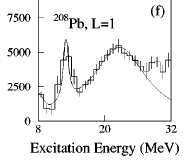 (f)
²⁰⁸Pb, L=1
7500
5000
2500
0
8 20 32
Excitation Energy (MeV)